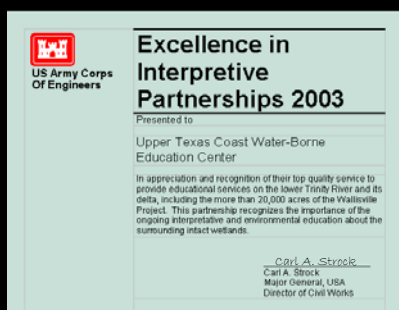 US Army Corps
Of Engineers
Excellence in
Interpretive
Partnerships 2003
Presented to
Upper Texas Coast Water-Borne
Education Center
In appreciation and recognition of their top quality service to
provide educational services on the lower Trinity River and its
delta, including the more than 20,000 acres of the Wallisville
Project. This partnership recognizes the importance of the
ongoing interpretative and environmental education about the
surrounding intact wetlands.
Carl A. Strock
Carl A. Strock
Major General, USA
Director of Civil Works